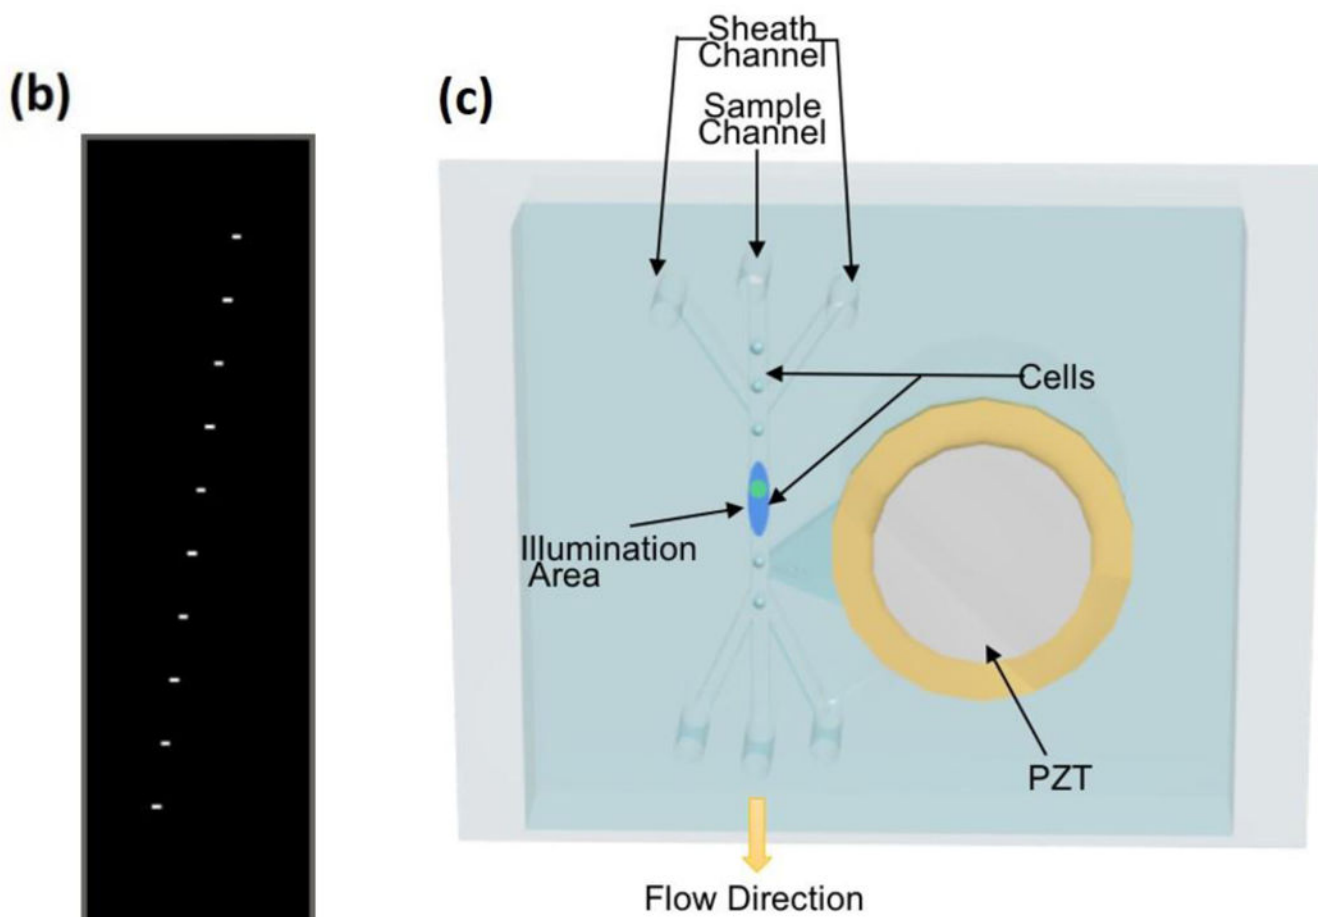 (b)
(c)
Sheath
Channel
Sample
Channel
Cells
Illumination
Area
PZT
Flow Direction